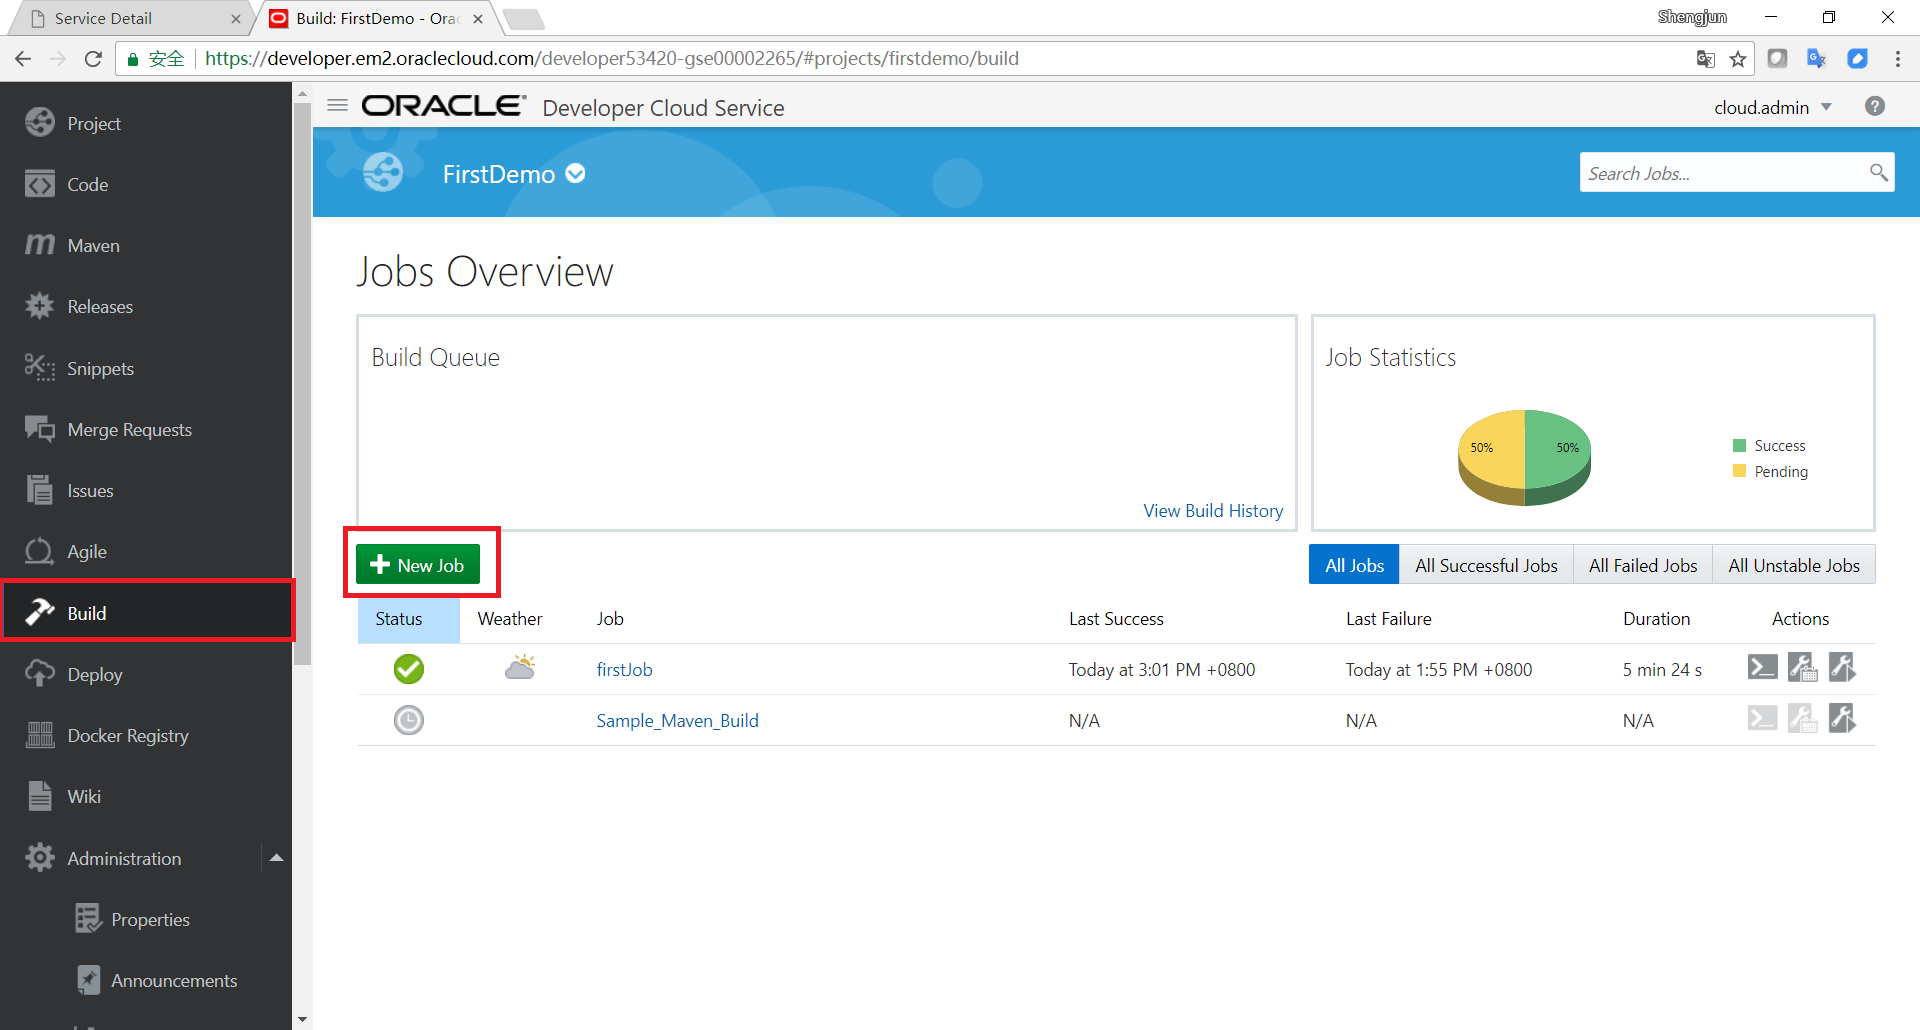 Service Detail
Build: FirstDemo - Orac
Shengjun
安全
https://developer.em2.oraclecloud.com/developer53420-gse00002265/#projects/firstdemo/build
ORACLE Developer Cloud Service
cloud.admin
?
FirstDemo
Search Jobs...
Project
Code
Maven
Releases
Snippets
Merge Requests
Issues
Agile
Build
Deploy
Docker Registry
Wiki
Administration
Properties
Announcements
Jobs Overview
Build Queue
View Build History
Job Statistics
50% 50%
Success
Pending
New Job
All Jobs All Successful Jobs All Failed Jobs All Unstable Jobs
Status Weather Job Last Success Last Failure Duration Actions
firstJob Today at 3:01 PM +0800 Today at 1:55 PM +0800 5 min 24 s
Sample_Maven_Build N/A N/A N/A